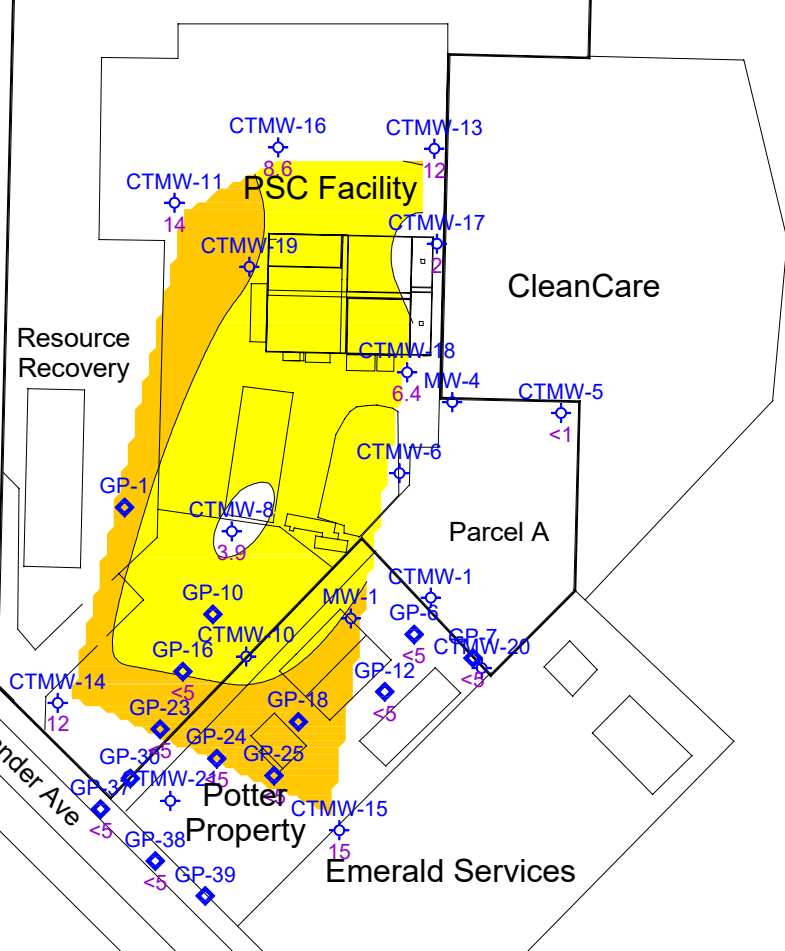 CTMW-16
8.6
CTMW-13
12
PSC Facility
CTMW-11
14
CTMW-17
2
CTMW-19
CleanCare
Resource
Recovery
CTMW-18
6.4
MW-4
CTMW-5
<1
CTMW-6
GP-1
CTMW-8
3.9
Parcel A
CTMW-1
GP-10
MW-1
GP-6
<5
CTMW-10
GP-7
CTMW-20
<5
GP-16
<5
GP-12
<5
CTMW-14
12
GP-23
<5
GP-18
GP-24
GP-25
<5
GP-30
GP-37
<5
Potter
Property
CTMW-15
15
GP-38
<5
GP-39
Emerald Services
nder Ave